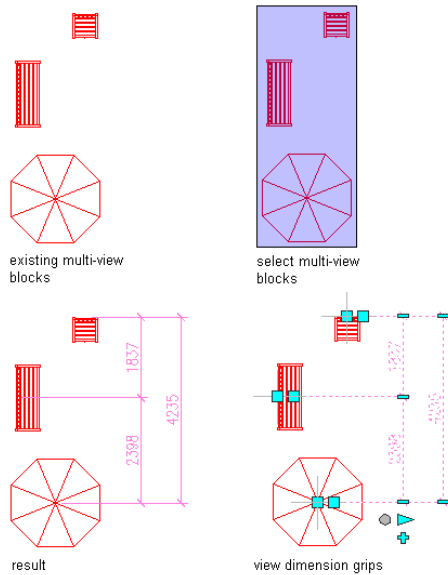 existing multi-view
blocks
select multi-view
blocks
1837
4235
2398
result
view dimension grips